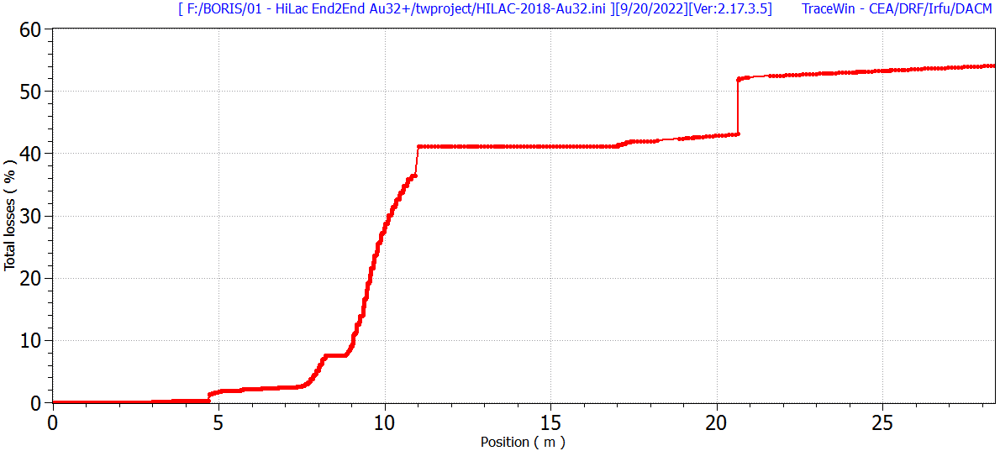 [ F:/BORIS/01 - HiLac End2End Au32+/twproject/HILAC-2018-Au32.ini ][9/20/2022][Ver:2.17.3.5] TraceWin - CEA/DRF/Irfu/DACM
60
50
40
30
20
10
0
Total losses ( % )
0 5 10 15 20 25
Position ( m )